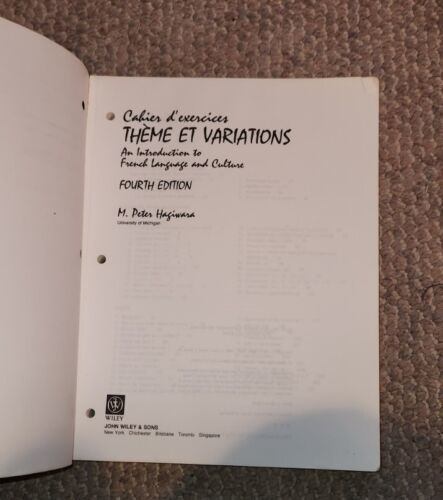 Cahier d'exercices
THÈME ET VARIATIONS
An Introduction to
French Language and Culture
FOURTH EDITION
M. Peter Hagiwara
University of Michigan
WILEY
JOHN WILEY & SONS
New York Chichester Brisbane Toronto Singapore